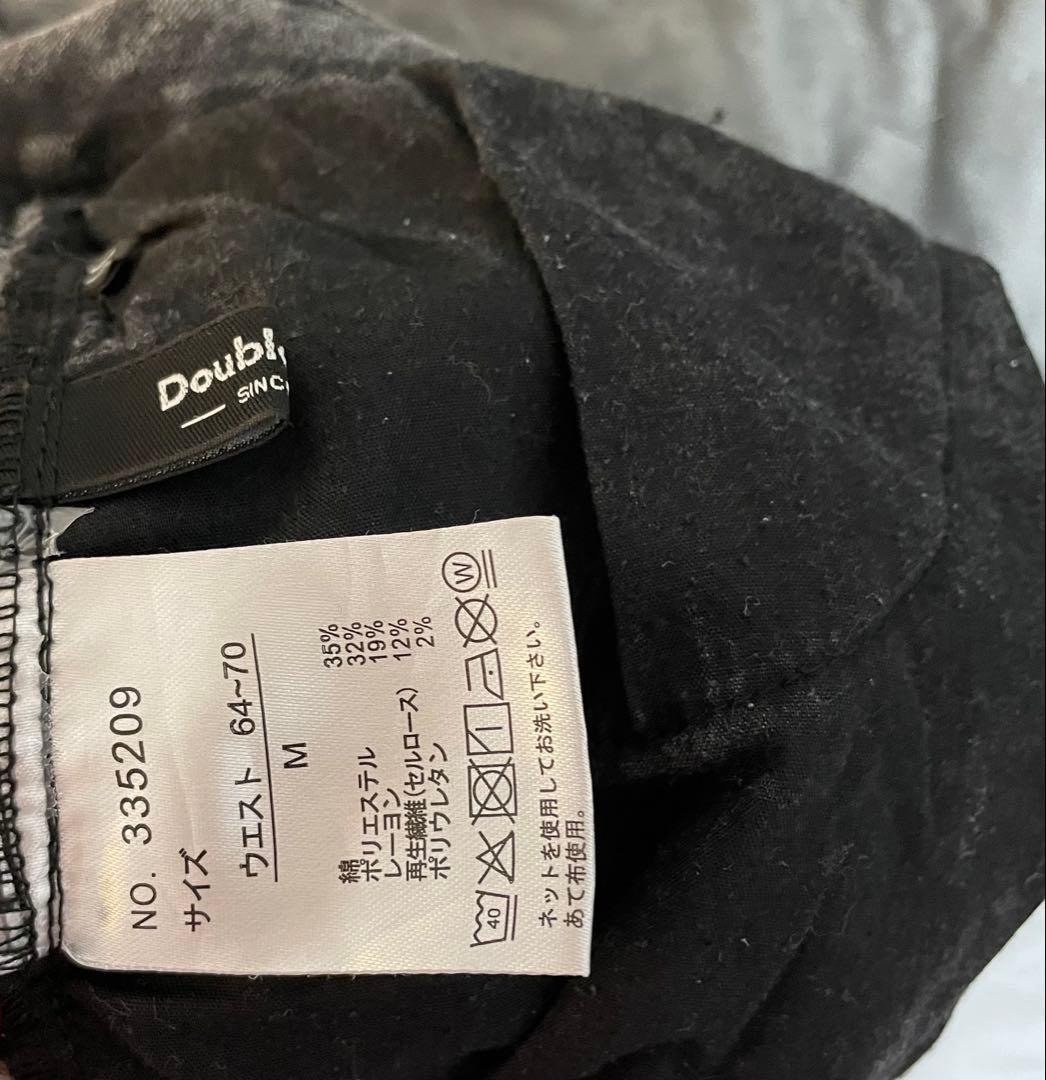 Doubl
SINC
NO. 335209
サイズ
ウエスト 64~70
M
綿 35%
ポリエステル 32%
レーヨン 19%
再生繊維(セルロース) 12%
ポリウレタン 2%
40
W
ネットを使用してお洗い下さい。
あて布使用。